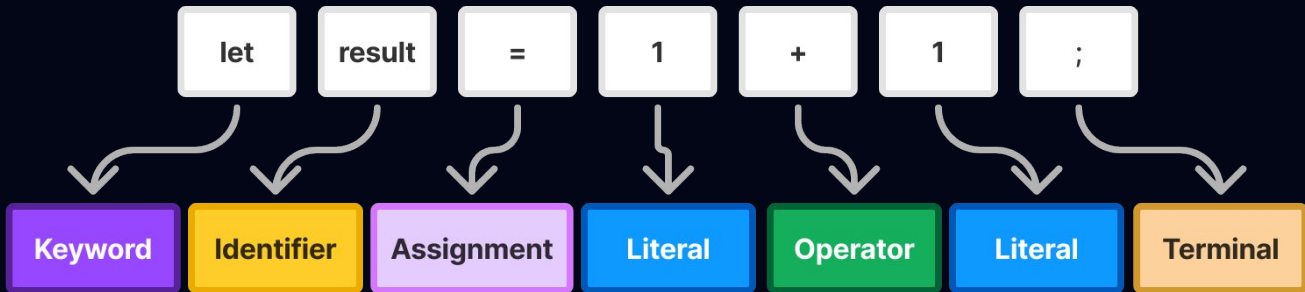 let result = 1 + 1 ;
Keyword Identifier Assignment Literal Operator Literal Terminal